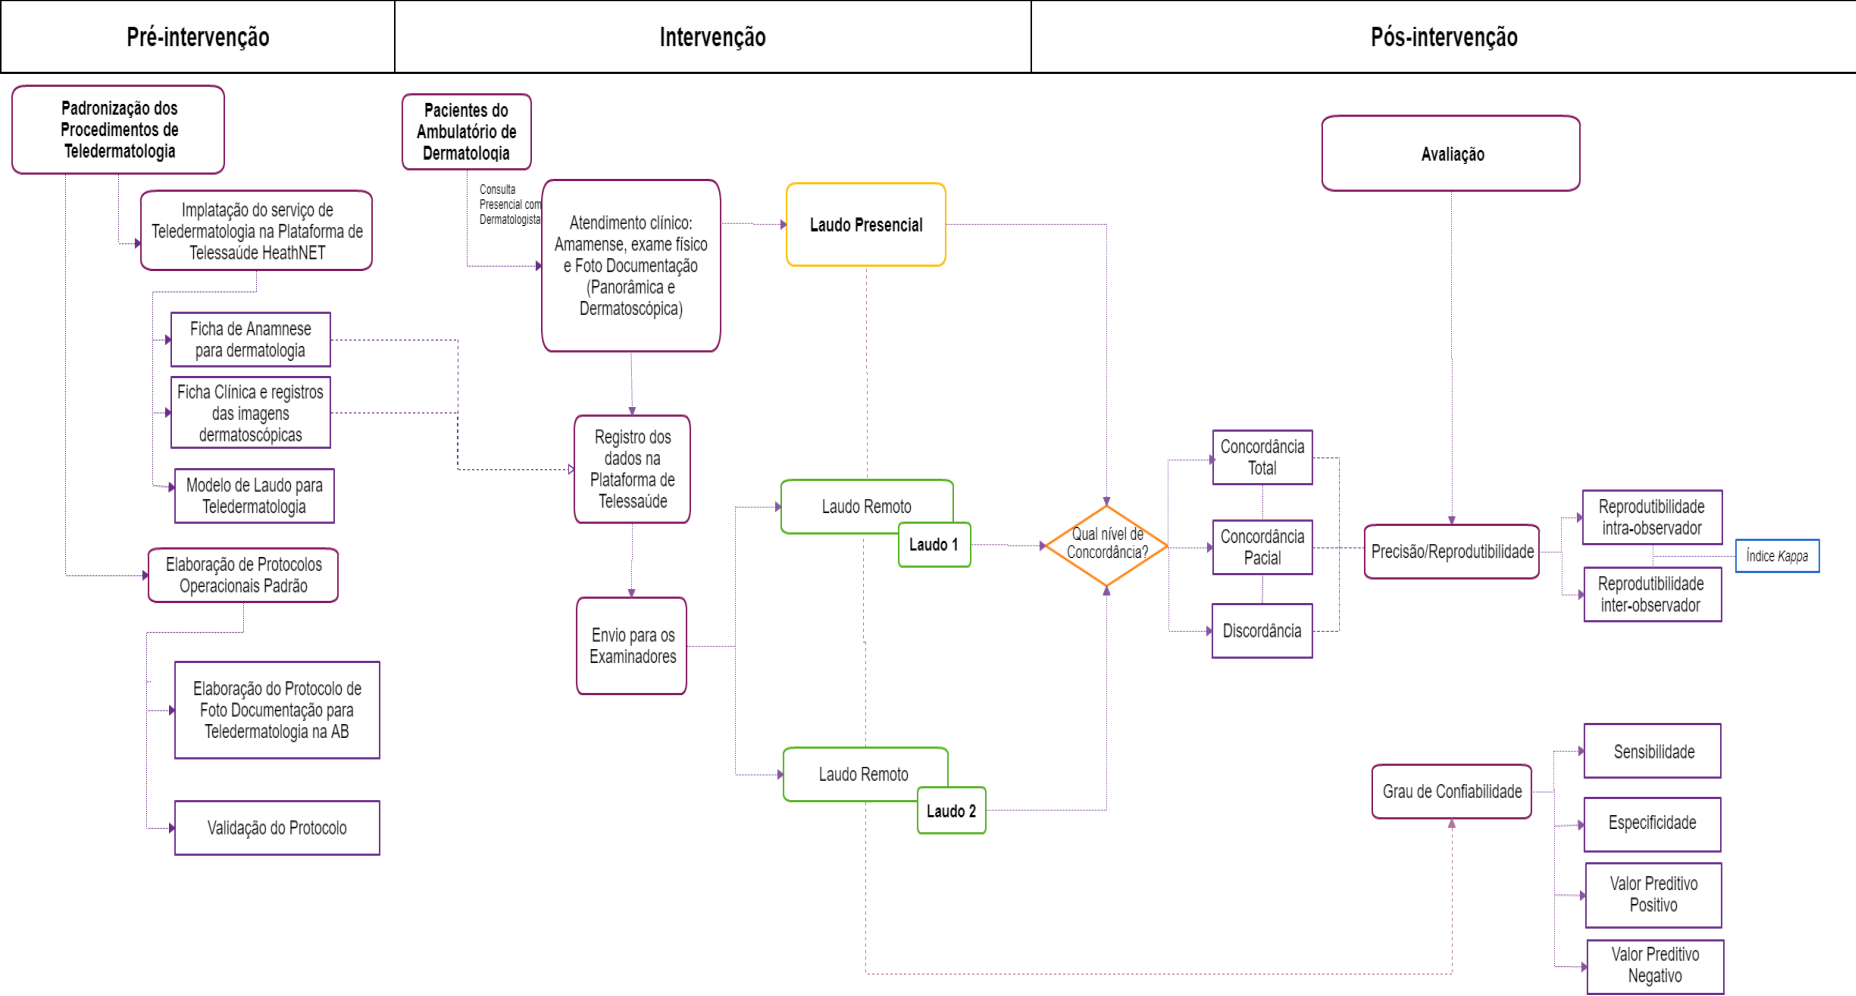 Pré-intervenção
Intervenção
Pós-intervenção
Padronização dos
Procedimentos de
Teledermatologia
Implatação do serviço de
Teledermatologia na Plataforma de
Telessaúde HeathNET
Ficha de Anamnese
para dermatologia
Ficha Clínica e registros
das imagens
dermatoscópicas
Modelo de Laudo para
Teledermatologia
Elaboração de Protocolos
Operacionais Padrão
Elaboração do Protocolo de
Foto Documentação para
Teledermatologia na AB
Validação do Protocolo
Pacientes do
Ambulatório de
Dermatologia
Consulta
Presencial com
Dermatologista
Atendimento clínico:
Amamense, exame físico
e Foto Documentação
(Panorâmica e
Dermatoscópica)
Registro dos
dados na
Plataforma de
Telessaúde
Envio para os
Examinadores
Laudo Presencial
Laudo Remoto
Laudo 1
Laudo Remoto
Laudo 2
Qual nível de
Concordância?
Concordância
Total
Concordância
Pacial
Discordância
Avaliação
Precisão/Reprodutibilidade
Reprodutibilidade
intra-observador
Reprodutibilidade
inter-observador
Índice Kappa
Grau de Confiabilidade
Sensibilidade
Especificidade
Valor Preditivo
Positivo
Valor Preditivo
Negativo